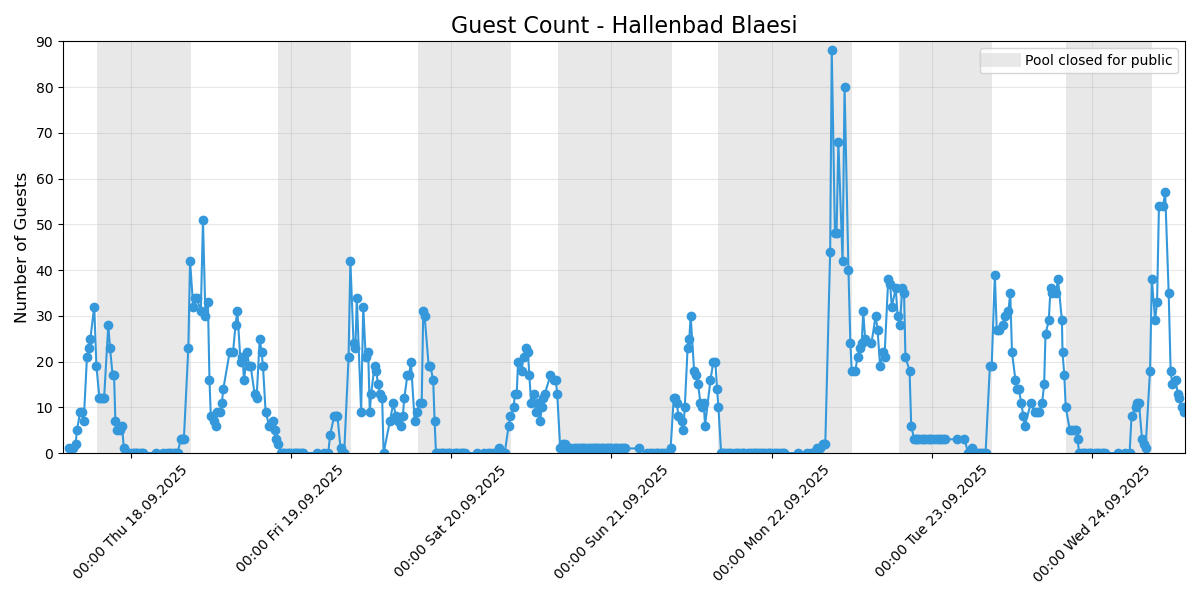 Guest Count - Hallenbad Blaesi
Pool closed for public
Number of Guests
90
80
70
60
50
40
30
20
10
0
00:00 Thu 18.09.2025
00:00 Fri 19.09.2025
00:00 Sat 20.09.2025
00:00 Sun 21.09.2025
00:00 Mon 22.09.2025
00:00 Tue 23.09.2025
00:00 Wed 24.09.2025